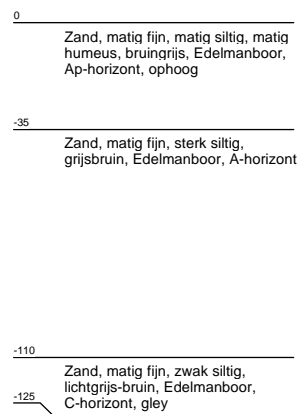 0
Zand, matig fijn, matig siltig, matig
humeus, bruingrijs, Edelmanboor,
Ap-horizont, ophoog
-35
Zand, matig fijn, sterk siltig,
grijsbruin, Edelmanboor, A-horizont
-110
Zand, matig fijn, zwak siltig,
lichtgrijs-bruin, Edelmanboor,
C-horizont, gley
-125